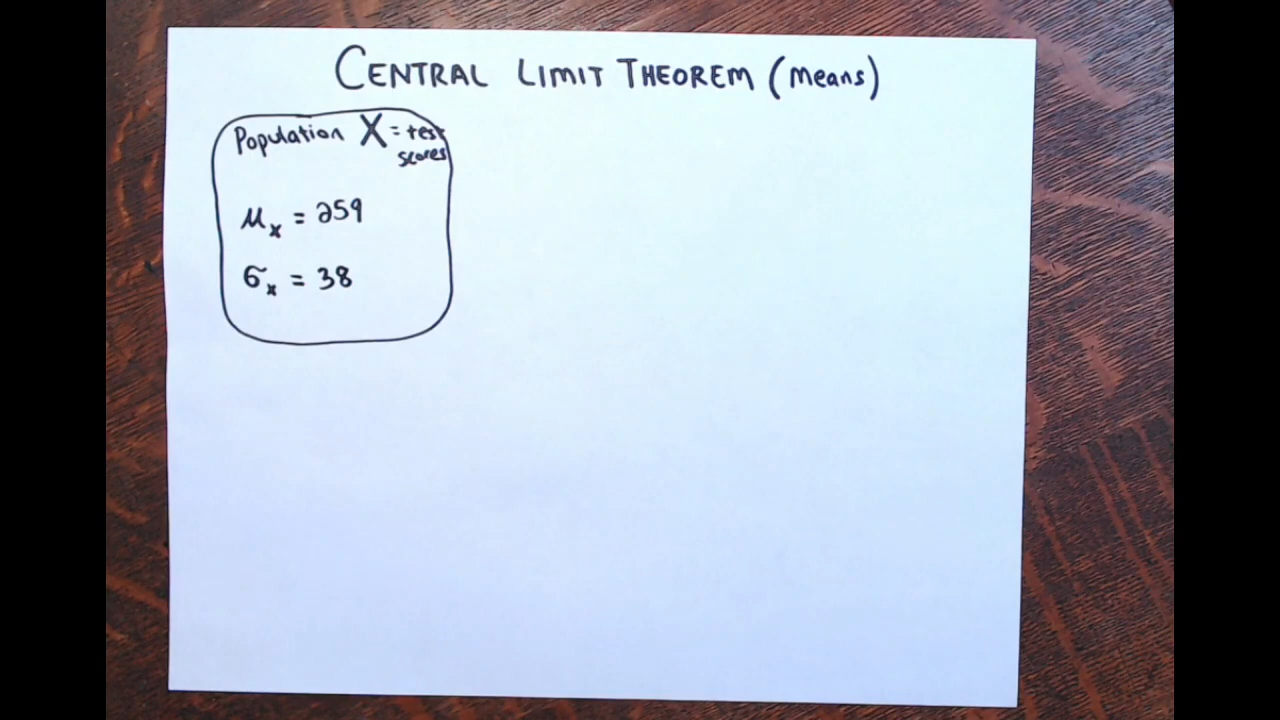 CENTRAL LIMIT THEOREM (means)
Population X = test
scores
μx = 259
σx = 38